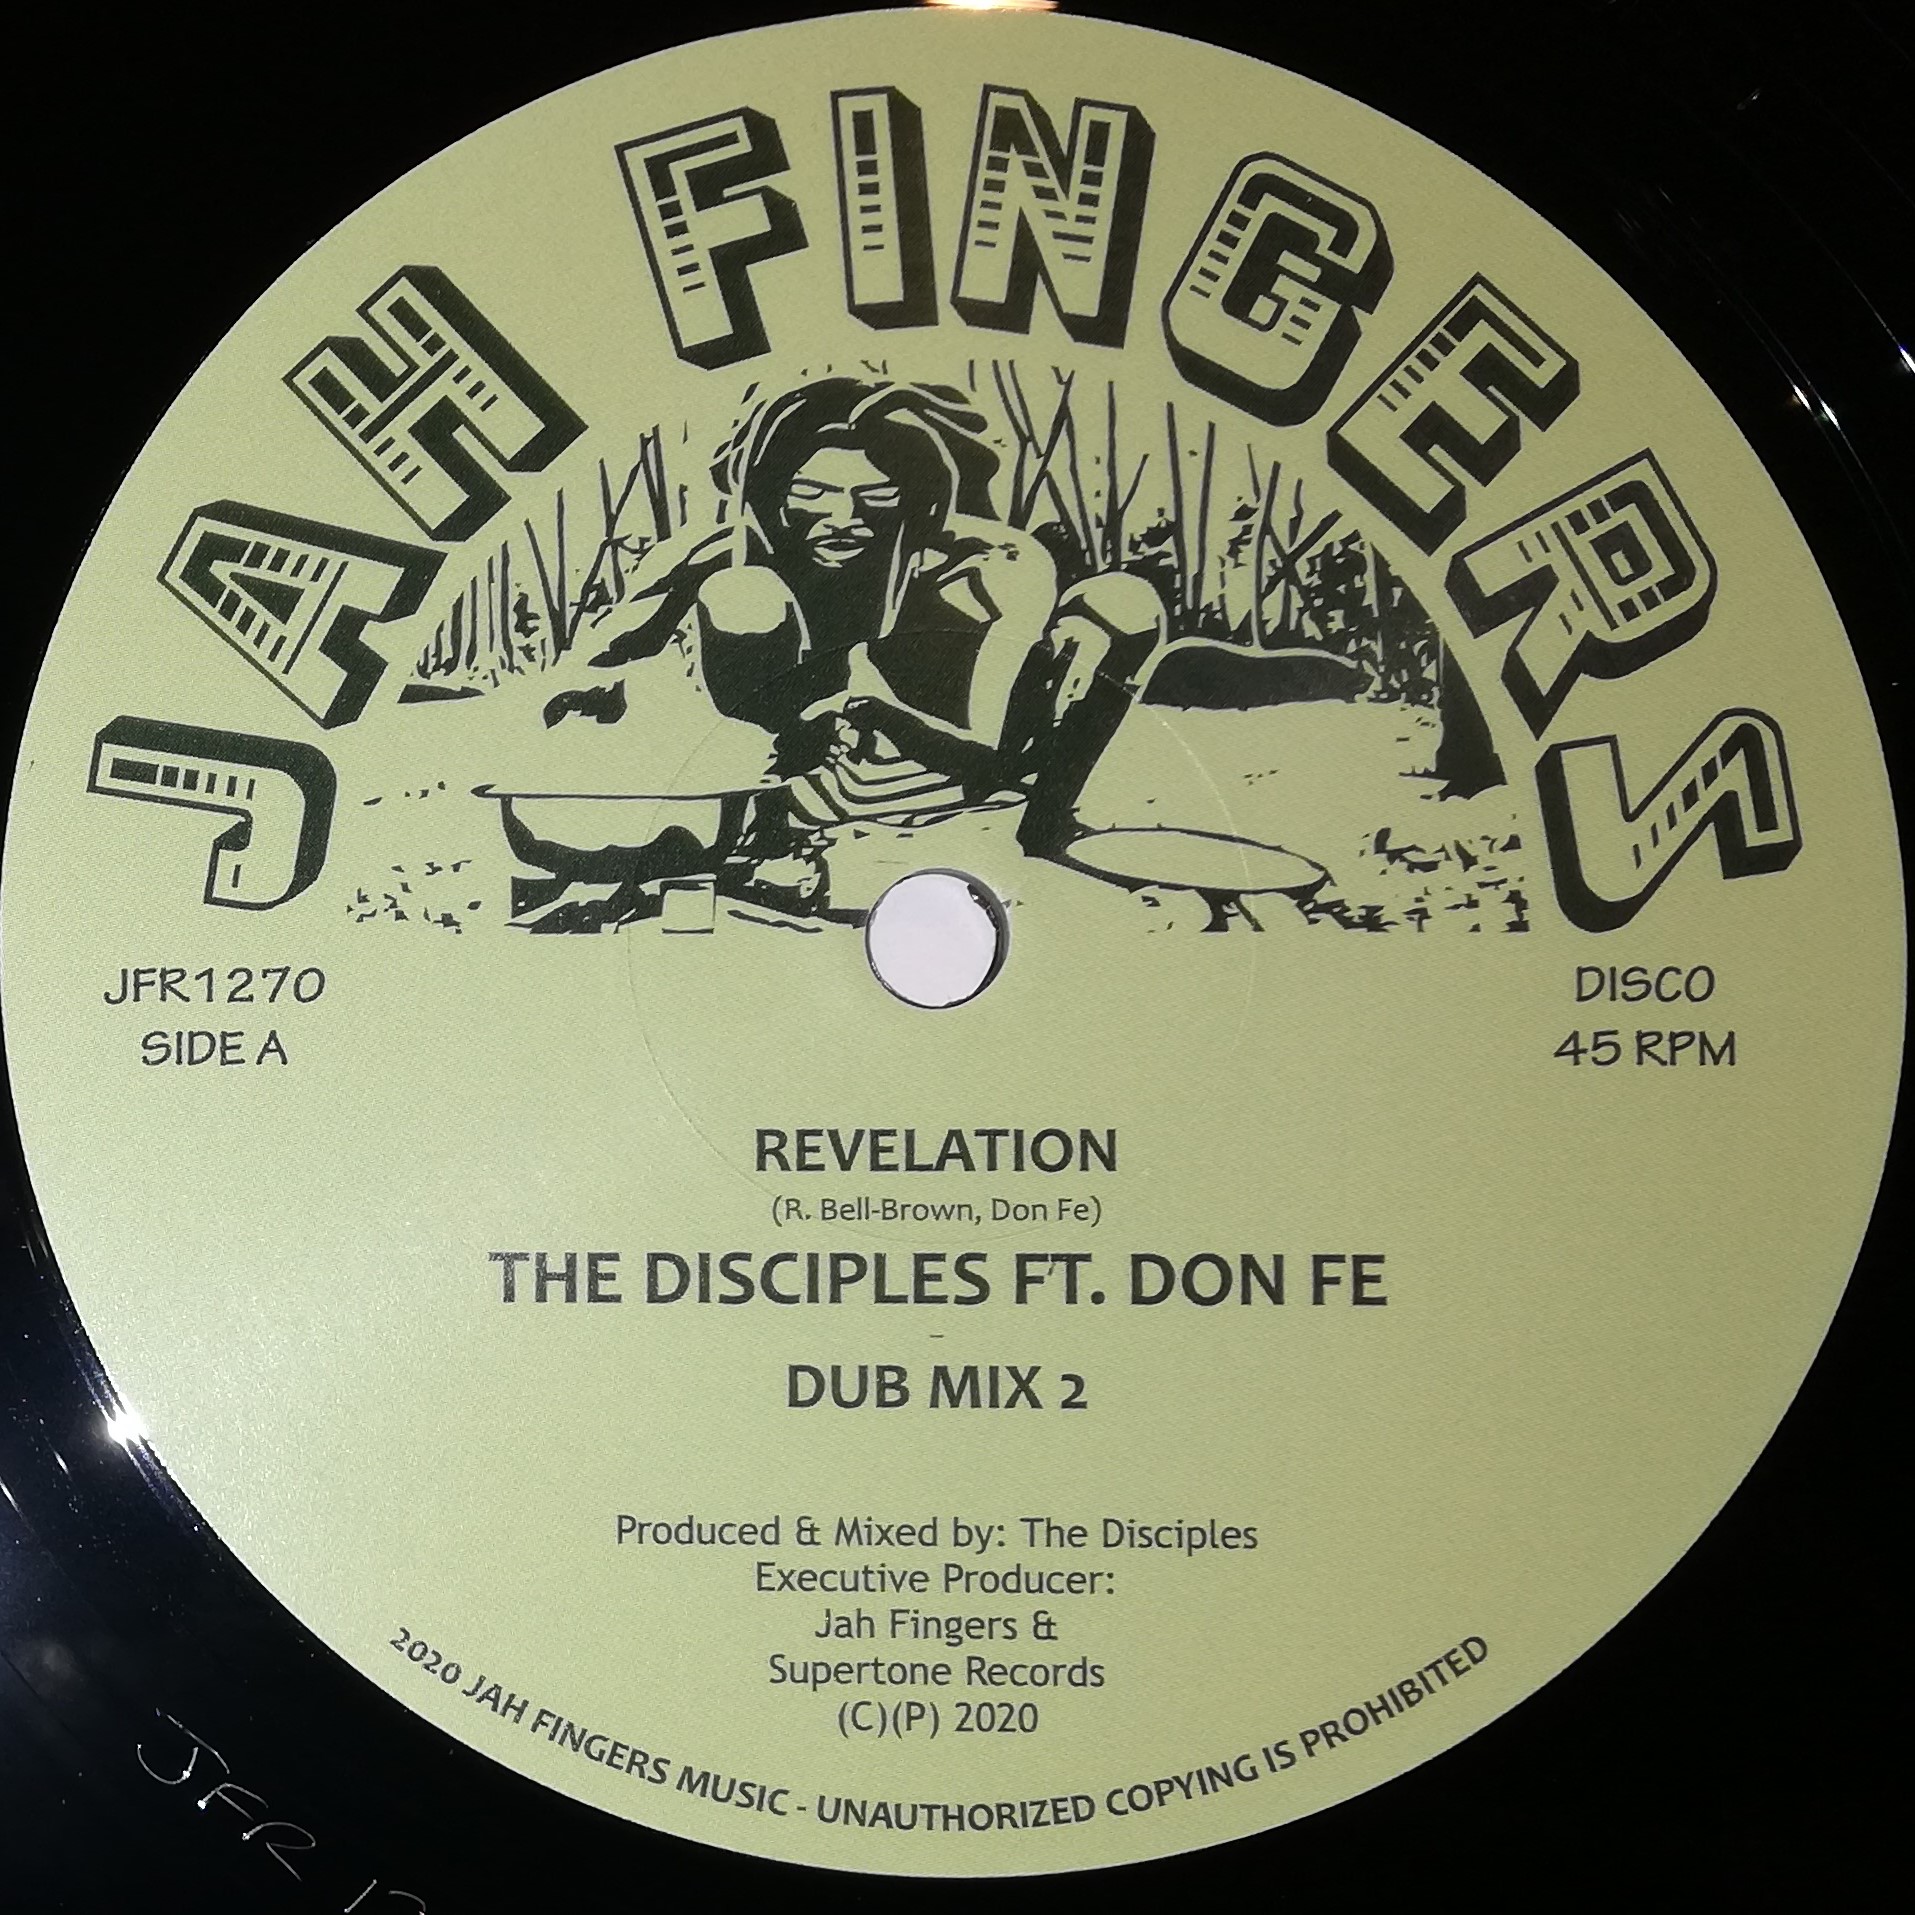 JAH FINGERS
JFR1270
SIDE A
DISCO
45 RPM
REVELATION
(R. Bell-Brown, Don Fe)
THE DISCIPLES FT. DON FE
-
DUB MIX 2
Produced & Mixed by: The Disciples
Executive Producer:
Jah Fingers &
Supertone Records
(C)(P) 2020
2020 JAH FINGERS MUSIC - UNAUTHORIZED COPYING IS PROHIBITED
JFR